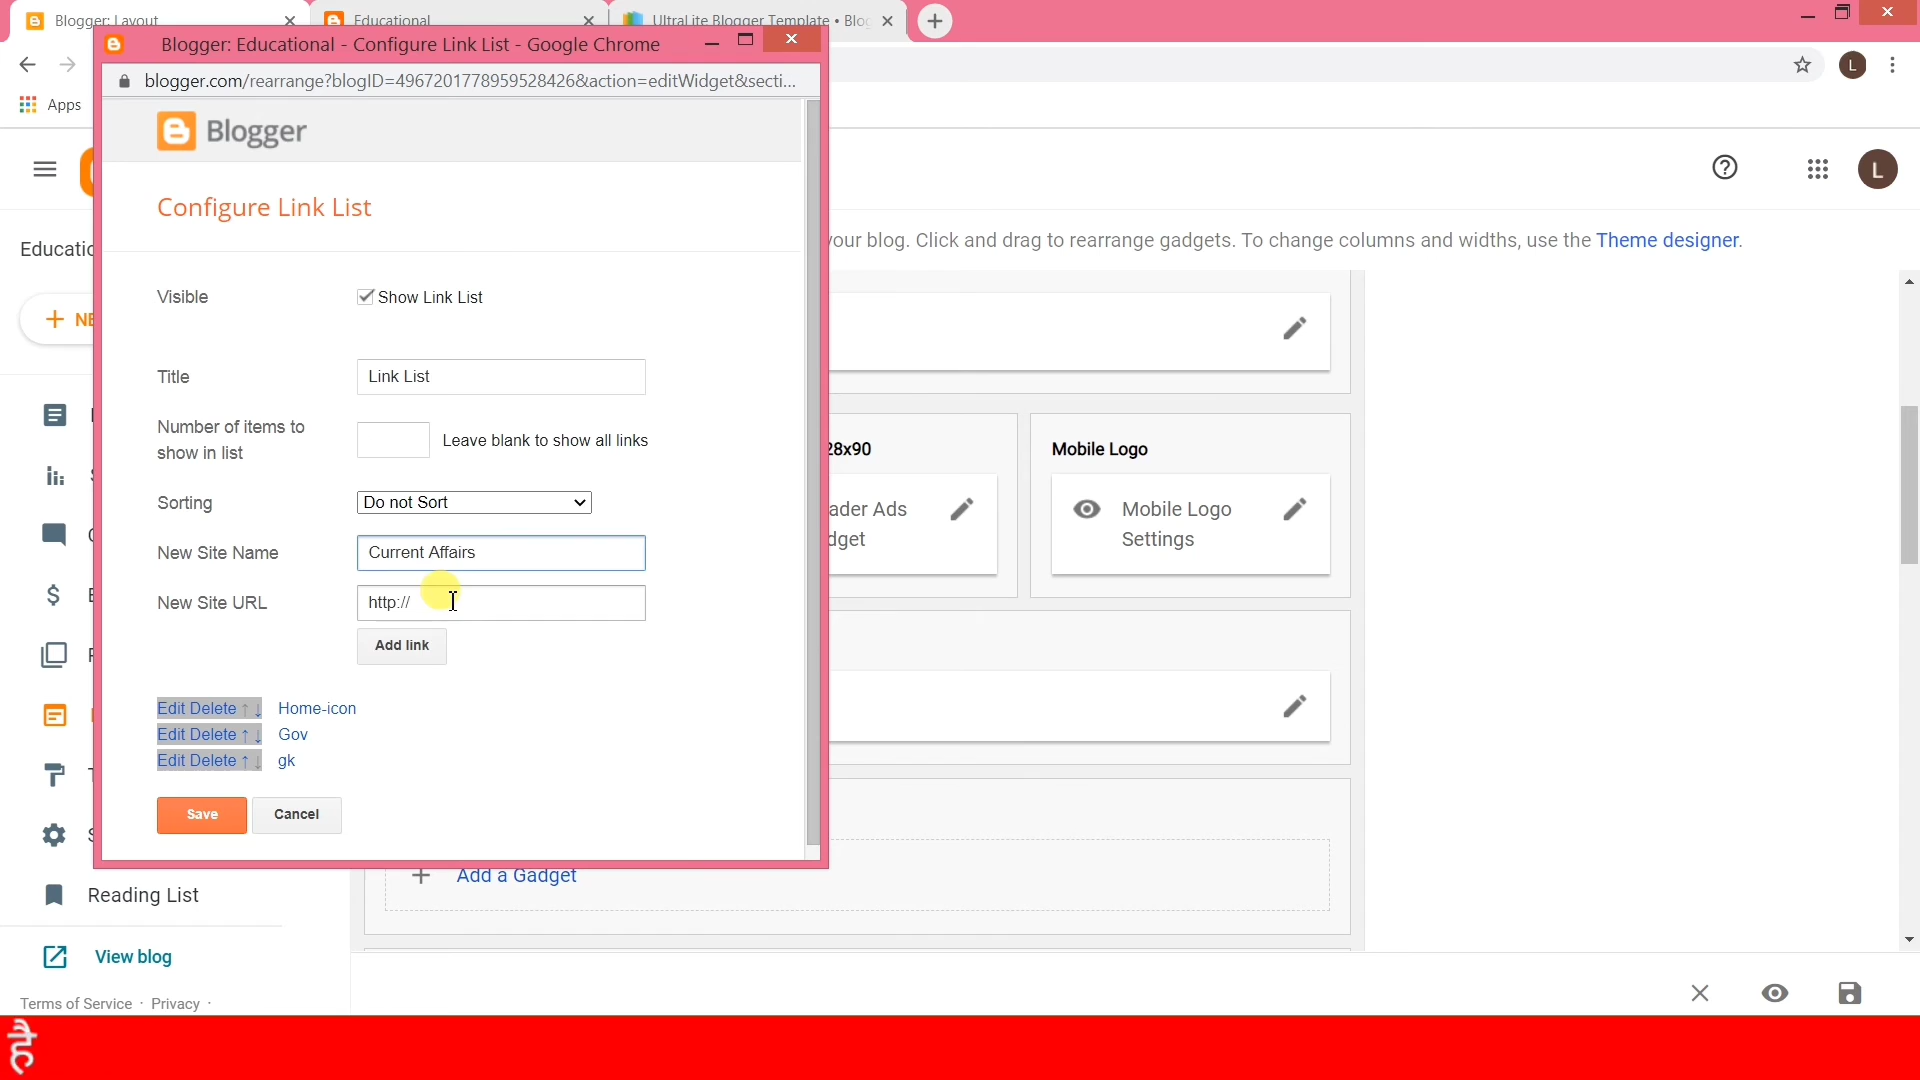 Blogger: Layout
Educational
UltraLite Blogger Template • Blo
Blogger: Educational - Configure Link List - Google Chrome
blogger.com/rearrange?blogID=4967201778959528426&action=editWidget&secti...
L
Apps
Blogger
L
Configure Link List
Educatio
your blog. Click and drag to rearrange gadgets. To change columns and widths, use the Theme designer.
Visible
Show Link List
NE
Title
Link List
Number of items to
show in list
Leave blank to show all links
28x90
Mobile Logo
Sorting
Do not Sort
ader Ads
dget
Mobile Logo
Settings
New Site Name
Current Affairs
New Site URL
http://
Add link
Edit Delete ↑ ↓ Home-icon
Edit Delete ↑ ↓ Gov
Edit Delete ↑ ↓ gk
Save
Cancel
Add a Gadget
Reading List
View blog
Terms of Service · Privacy ·